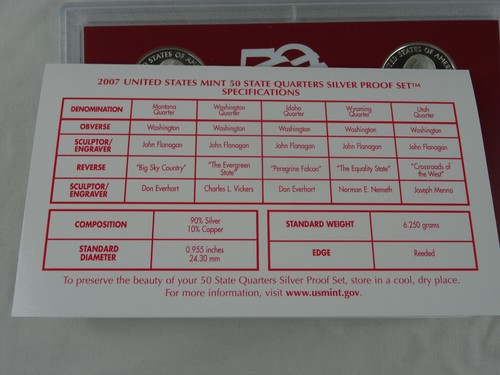 50
STATES OF AMERICA
2007 UNITED STATES MINT 50 STATE QUARTERS SILVER PROOF SET™
SPECIFICATIONS
DENOMINATION Montana Quarter Washington Quarter Idaho Quarter Wyoming Quarter Utah Quarter
OBVERSE Washington Washington Washington Washington Washington
SCULPTOR/ENGRAVER John Flanagan John Flanagan John Flanagan John Flanagan John Flanagan
REVERSE "Big Sky Country" "The Evergreen State" "Peregrine Falcon" "The Equality State" "Crossroads of the West"
SCULPTOR/ENGRAVER Don Everhart Charles L. Vickers Don Everhart Norman E. Nemeth Joseph Menna
COMPOSITION 90% Silver 10% Copper
STANDARD DIAMETER 0.955 inches 24.30 mm
STANDARD WEIGHT 6.250 grams
EDGE Reeded
To preserve the beauty of your 50 State Quarters Silver Proof Set, store in a cool, dry place.
For more information, visit www.usmint.gov.